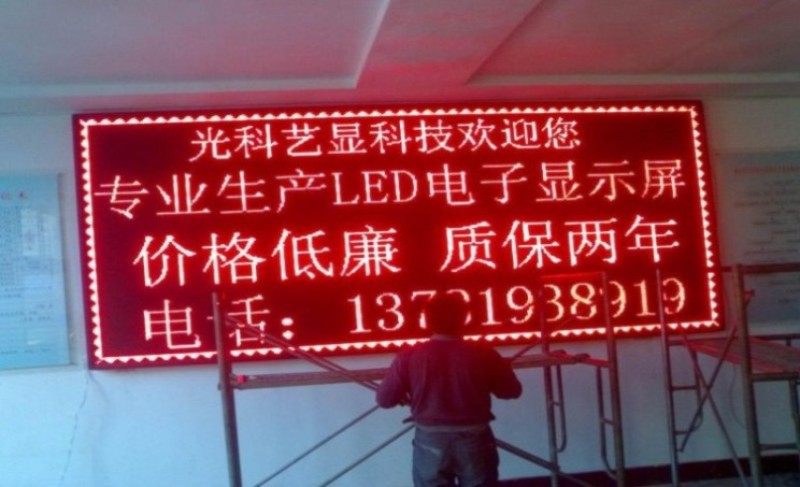 光科艺显科技欢迎您
专业生产LED电子显示屏
价格低廉 质保两年
电话：